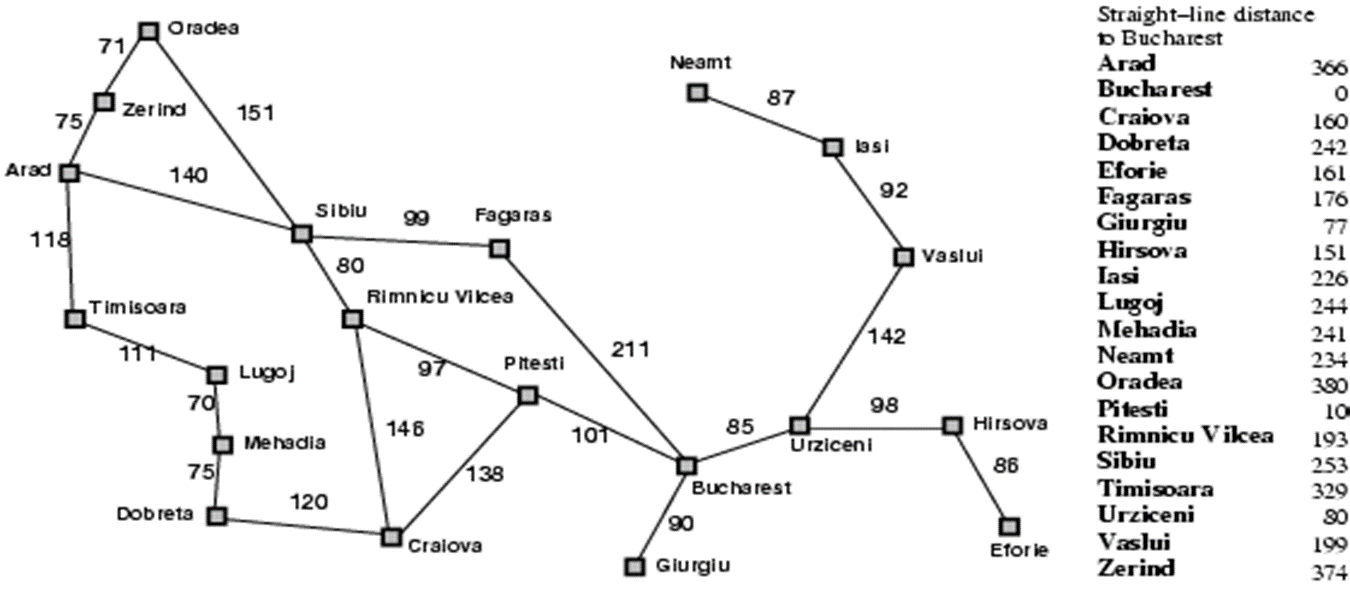 Oradea
71
Zerind
75
151
Arad
140
118
Sibiu
99
Fagaras
80
Rimnicu Vilcea
Timisoara
111
Lugoj
70
Mehadia
75
Dobreta
120
97
Pitesti
211
146
138
101
Craiova
Neamt
87
Iasi
92
Vaslui
142
85
98
Hirsova
Urziceni
86
Bucharest
90
Giurgiu
Eforie
Straight–line distance
to Bucharest
Arad 366
Bucharest 0
Craiova 160
Dobreta 242
Eforie 161
Fagaras 176
Giurgiu 77
Hirsova 151
Iasi 226
Lugoj 244
Mehadia 241
Neamt 234
Oradea 380
Pitesti 10
Rimnicu Vilcea 193
Sibiu 253
Timisoara 329
Urziceni 80
Vaslui 199
Zerind 374